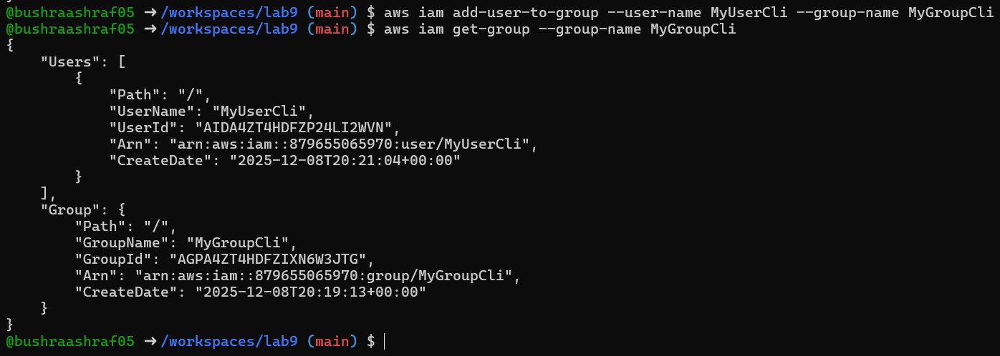 @bushraashraf05 ➜ /workspaces/lab9 (main) $ aws iam add-user-to-group --user-name MyUserCli --group-name MyGroupCli
@bushraashraf05 ➜ /workspaces/lab9 (main) $ aws iam get-group --group-name MyGroupCli
{
    "Users": [
        {
            "Path": "/",
            "UserName": "MyUserCli",
            "UserId": "AIDA4ZT4HDFZP24LI2WVN",
            "Arn": "arn:aws:iam::879655065970:user/MyUserCli",
            "CreateDate": "2025-12-08T20:21:04+00:00"
        }
    ],
    "Group": {
        "Path": "/",
        "GroupName": "MyGroupCli",
        "GroupId": "AGPA4ZT4HDFZIXN6W3JTG",
        "Arn": "arn:aws:iam::879655065970:group/MyGroupCli",
        "CreateDate": "2025-12-08T20:19:13+00:00"
    }
}
@bushraashraf05 ➜ /workspaces/lab9 (main) $